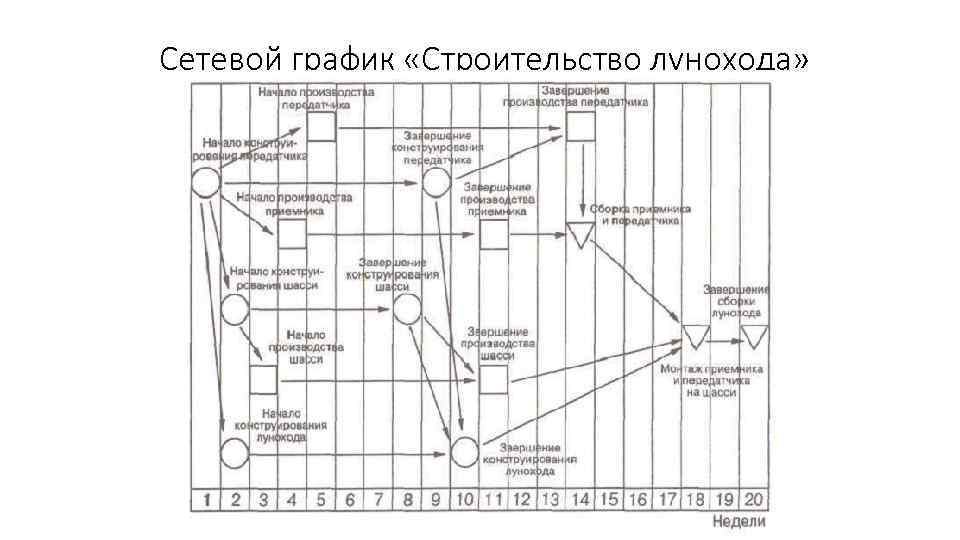 Сетевой график «Строительство лунохода»
Начало производства
передатчика
Завершение
производства передатчика
Начало конструи-
рования передатчика
Завершение
конструирования
передатчика
Начало производства
приемника
Завершение
производства
приемника
Сборка приемника
и передатчика
Начало конструи-
рования шасси
Завершение
конструирования
шасси
Завершение
сборки
лунохода
Начало
производства
шасси
Завершение
производства
шасси
Монтаж приемника
и передатчика
на шасси
Начало
конструирования
лунохода
Завершение
конструирования
лунохода
1 2 3 4 5 6 7 8 9 10 11 12 13 14 15 16 17 18 19 20
Недели